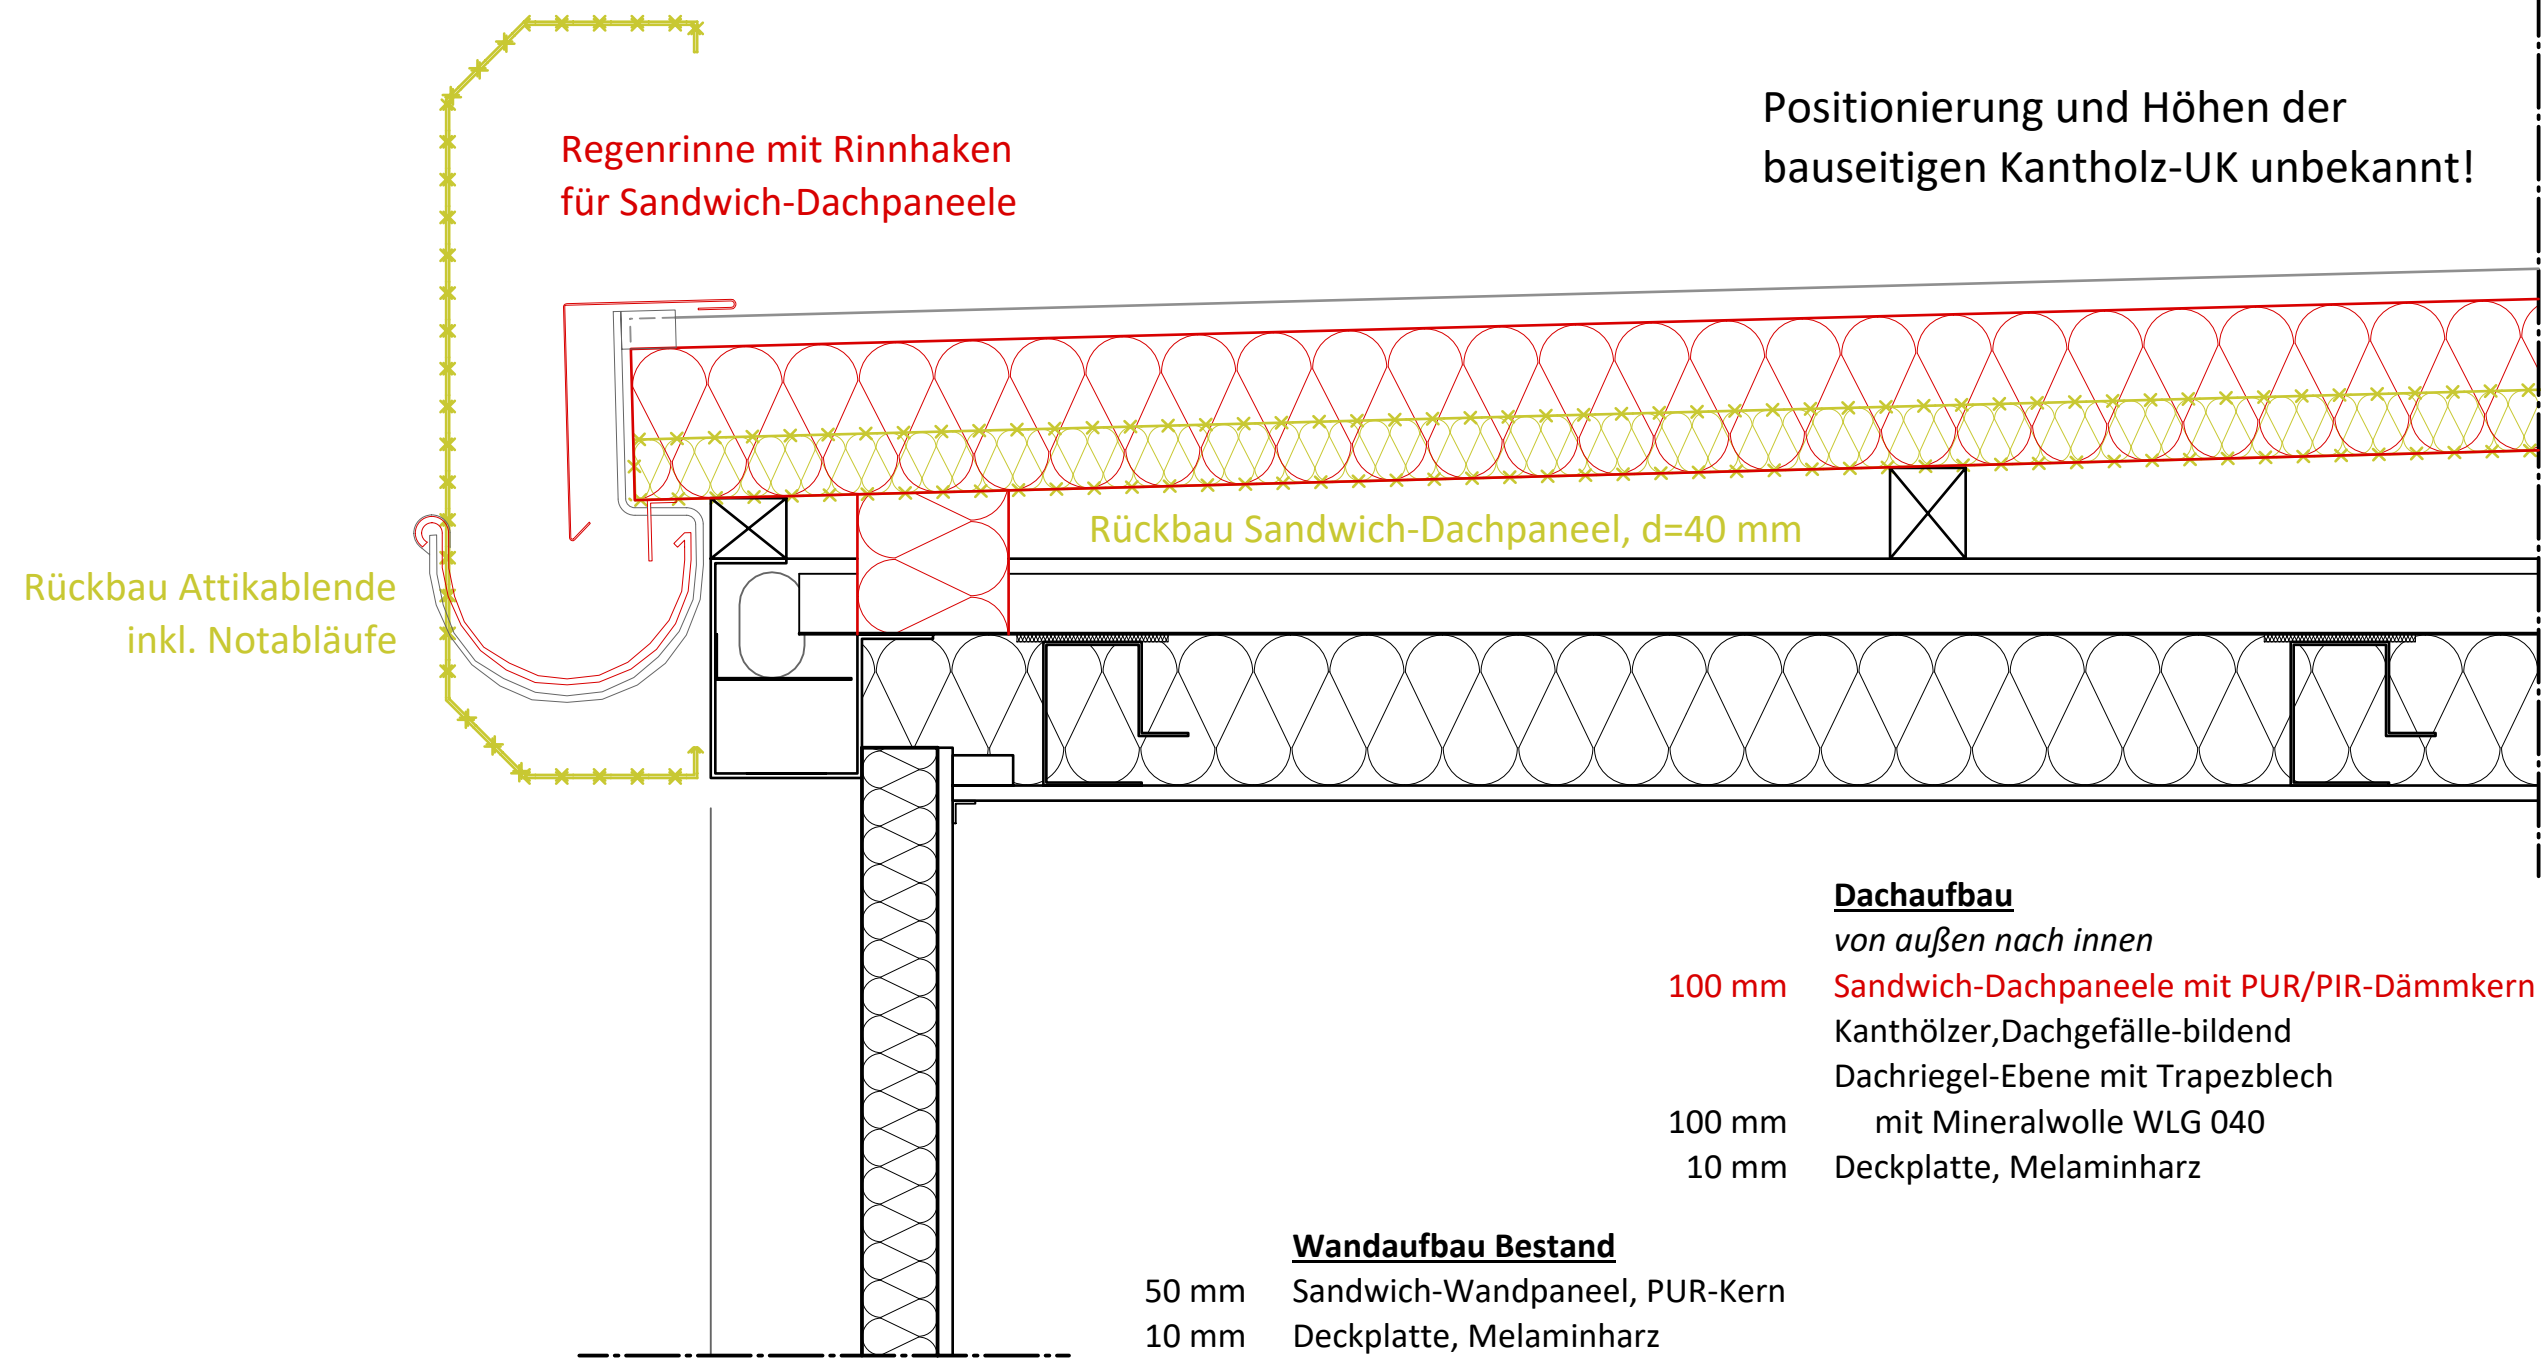 Regenrinne mit Rinnhaken
für Sandwich-Dachpaneele
Positionierung und Höhen der
bauseitigen Kantholz-UK unbekannt!
Rückbau Sandwich-Dachpaneel, d=40 mm
Rückbau Attikablende
inkl. Notabläufe
Dachaufbau
von außen nach innen
100 mm Sandwich-Dachpaneele mit PUR/PIR-Dämmkern
Kanthölzer,Dachgefälle-bildend
Dachriegel-Ebene mit Trapezblech
100 mm mit Mineralwolle WLG 040
10 mm Deckplatte, Melaminharz
Wandaufbau Bestand
50 mm Sandwich-Wandpaneel, PUR-Kern
10 mm Deckplatte, Melaminharz